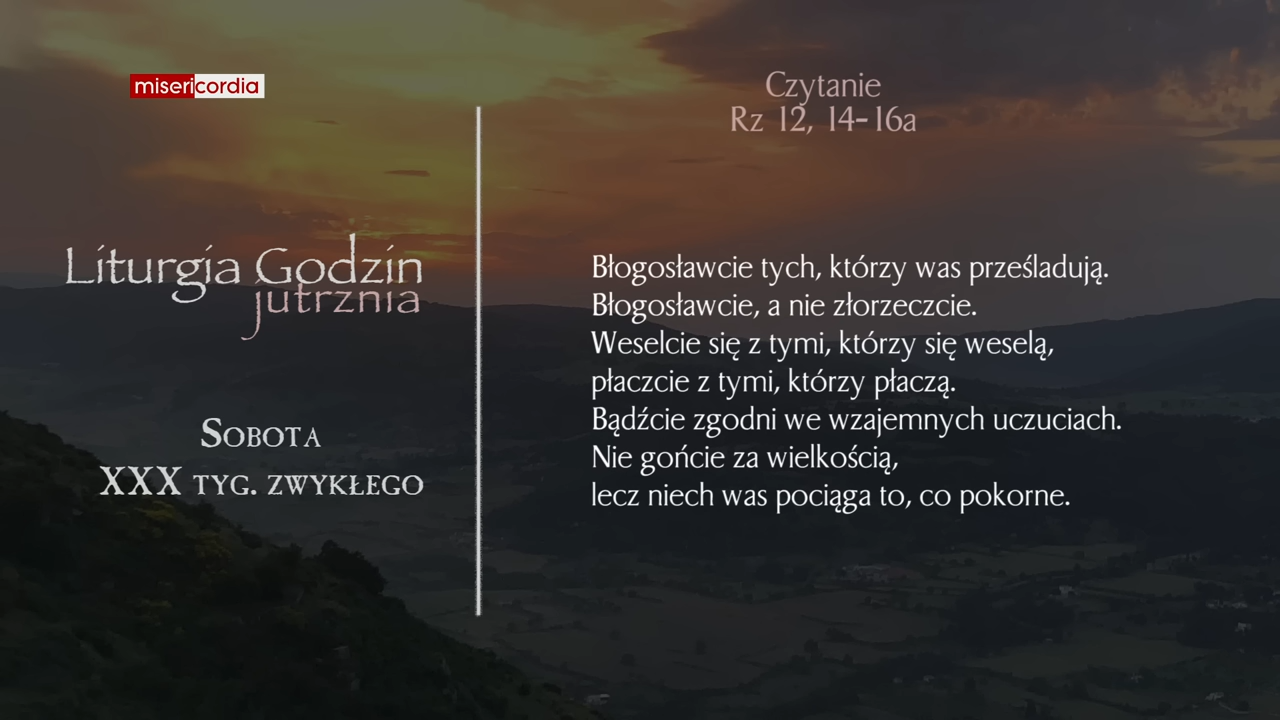 misericordia
Liturgia Godzin
jutrznia
Sobota
XXX tyg. zwykłego
Czytanie
Rz 12, 14-16a
Błogosławcie tych, którzy was prześladują.
Błogosławcie, a nie złorzeczcie.
Weselcie się z tymi, którzy się weselą,
płaczcie z tymi, którzy płaczą.
Bądźcie zgodni we wzajemnych uczuciach.
Nie gońcie za wielkością,
lecz niech was pociąga to, co pokorne.